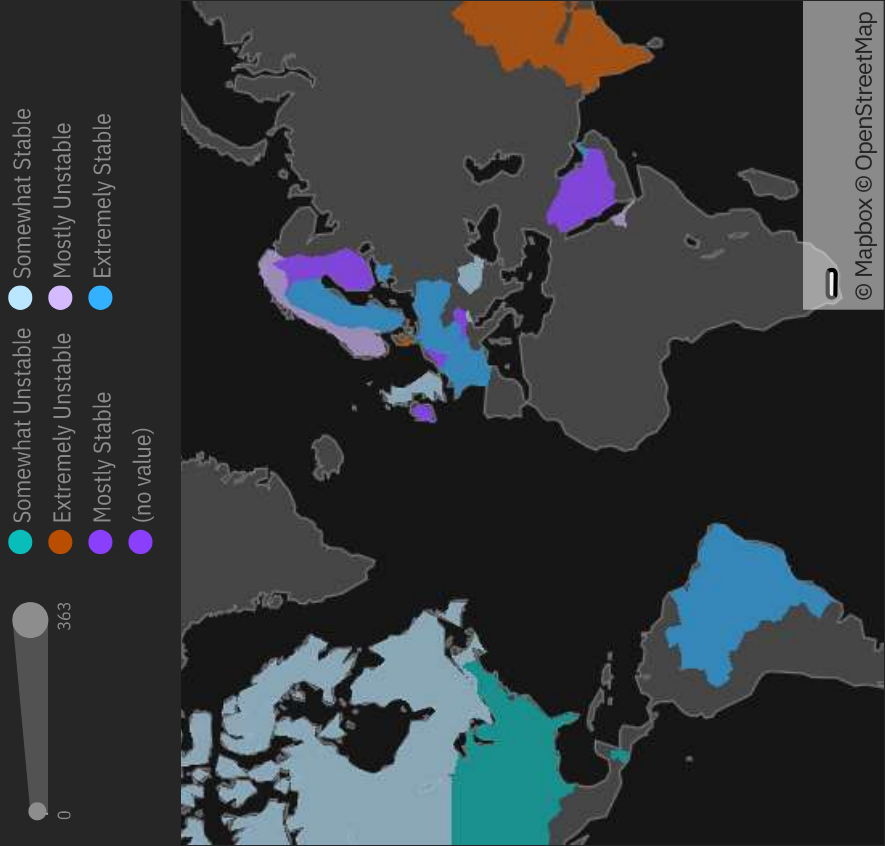 Somewhat Unstable
Somewhat Stable
Extremely Unstable
Mostly Unstable
Mostly Stable
Extremely Stable
(no value)
0
363
© Mapbox © OpenStreetMap